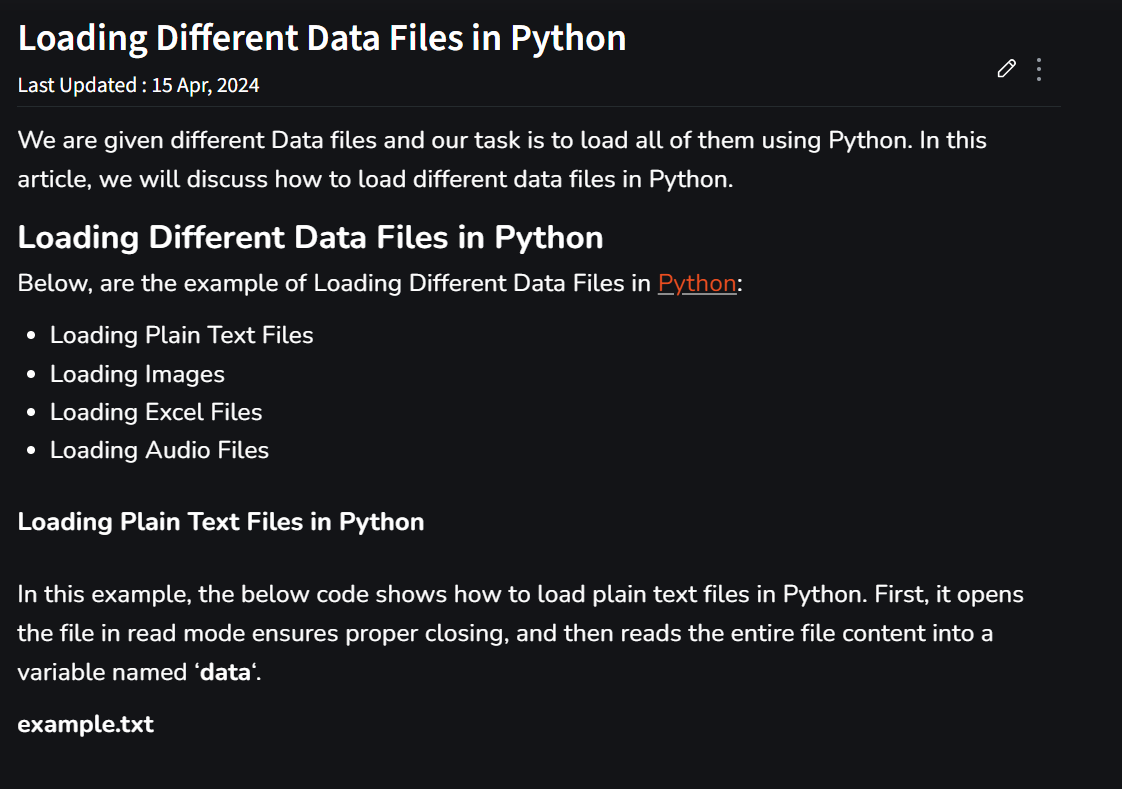 Loading Different Data Files in Python
Last Updated : 15 Apr, 2024
We are given different Data files and our task is to load all of them using Python. In this
article, we will discuss how to load different data files in Python.
Loading Different Data Files in Python
Below, are the example of Loading Different Data Files in Python:
• Loading Plain Text Files
• Loading Images
• Loading Excel Files
• Loading Audio Files
Loading Plain Text Files in Python
In this example, the below code shows how to load plain text files in Python. First, it opens
the file in read mode ensures proper closing, and then reads the entire file content into a
variable named ‘data‘.
example.txt